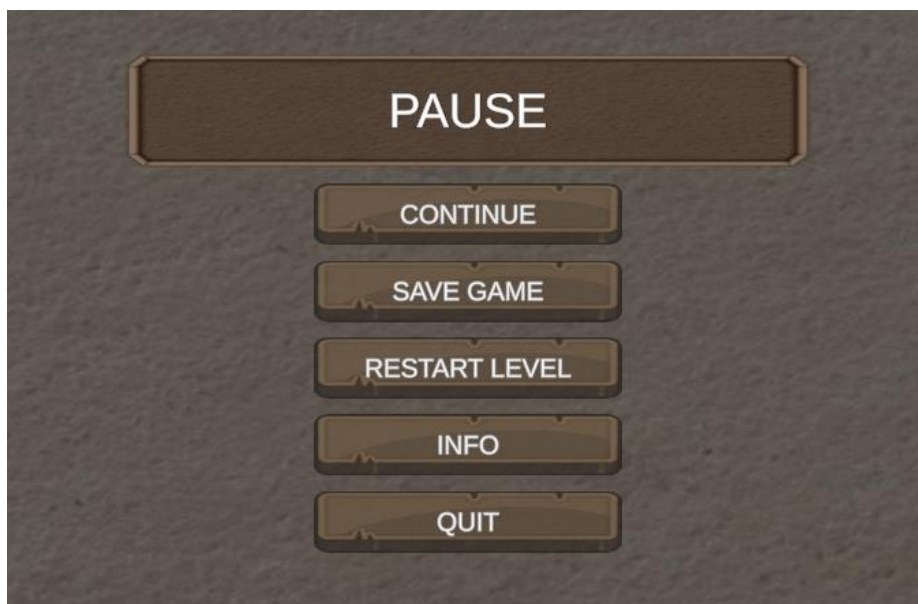 PAUSE
CONTINUE
SAVE GAME
RESTART LEVEL
INFO
QUIT